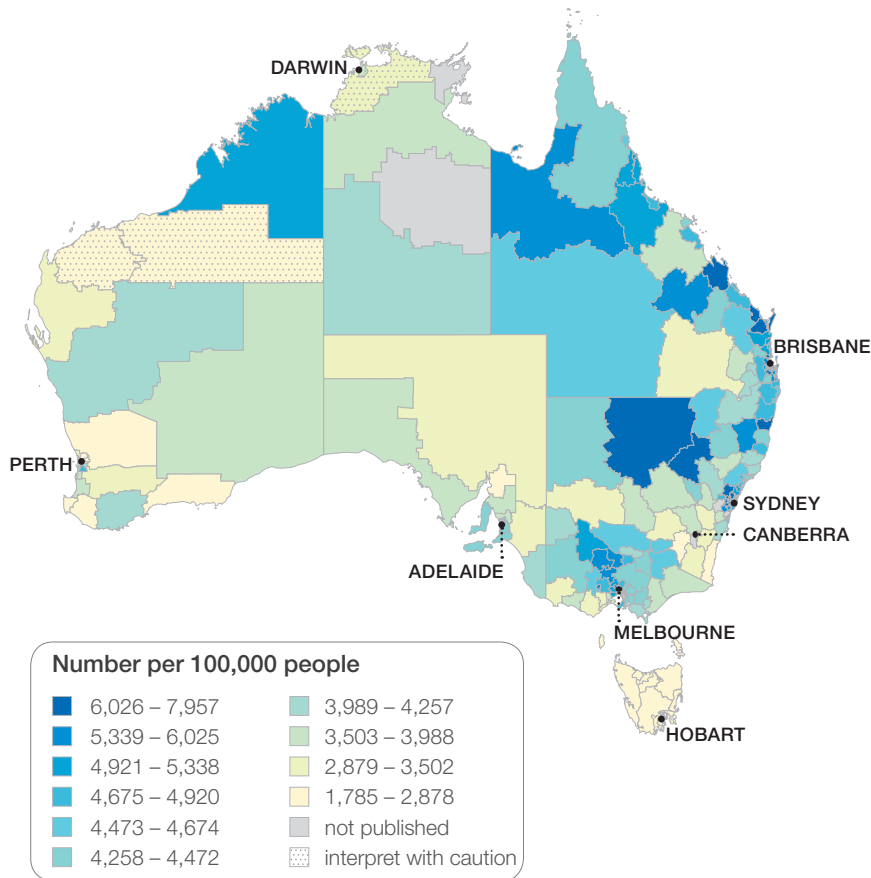 DARWIN
BRISBANE
PERTH
SYDNEY
CANBERRA
ADELAIDE
MELBOURNE
HOBART
Number per 100,000 people
6,026 – 7,957
5,339 – 6,025
4,921 – 5,338
4,675 – 4,920
4,473 – 4,674
4,258 – 4,472
3,989 – 4,257
3,503 – 3,988
2,879 – 3,502
1,785 – 2,878
not published
interpret with caution